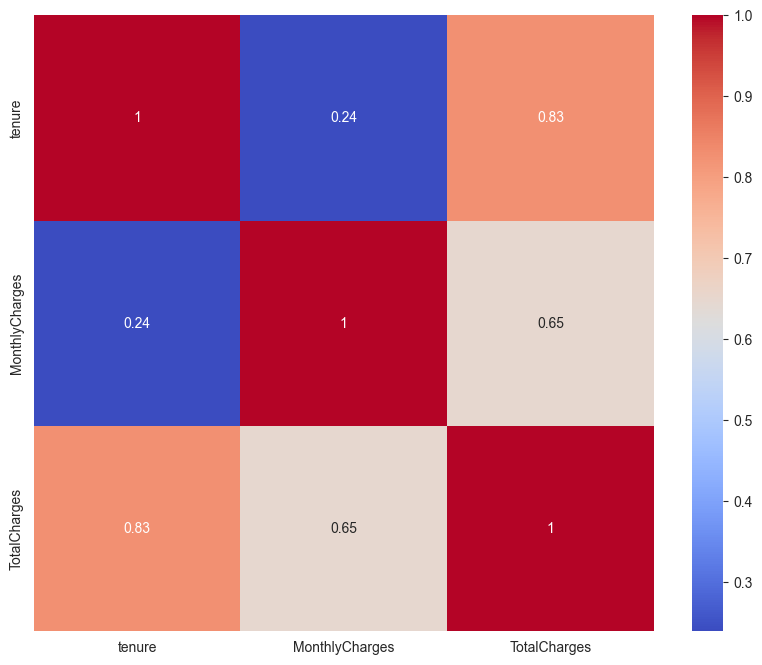 tenure
1
0.24
0.83
MonthlyCharges
0.24
1
0.65
TotalCharges
0.83
0.65
1
tenure
MonthlyCharges
TotalCharges
1.0
0.9
0.8
0.7
0.6
0.5
0.4
0.3